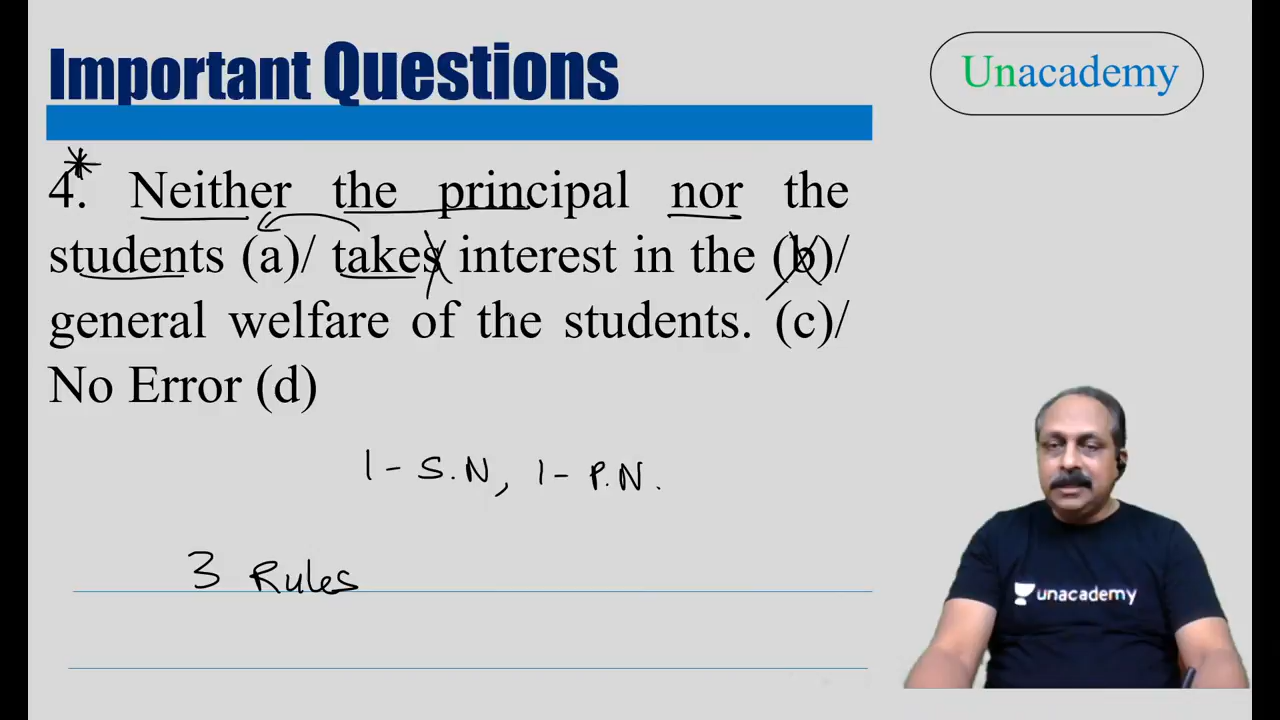 Important Questions
Unacademy
4. Neither the principal nor the
students (a)/ takes interest in the (b)/
general welfare of the students. (c)/
No Error (d)
1 - S.N, 1 - P.N.
3 Rules
unacademy